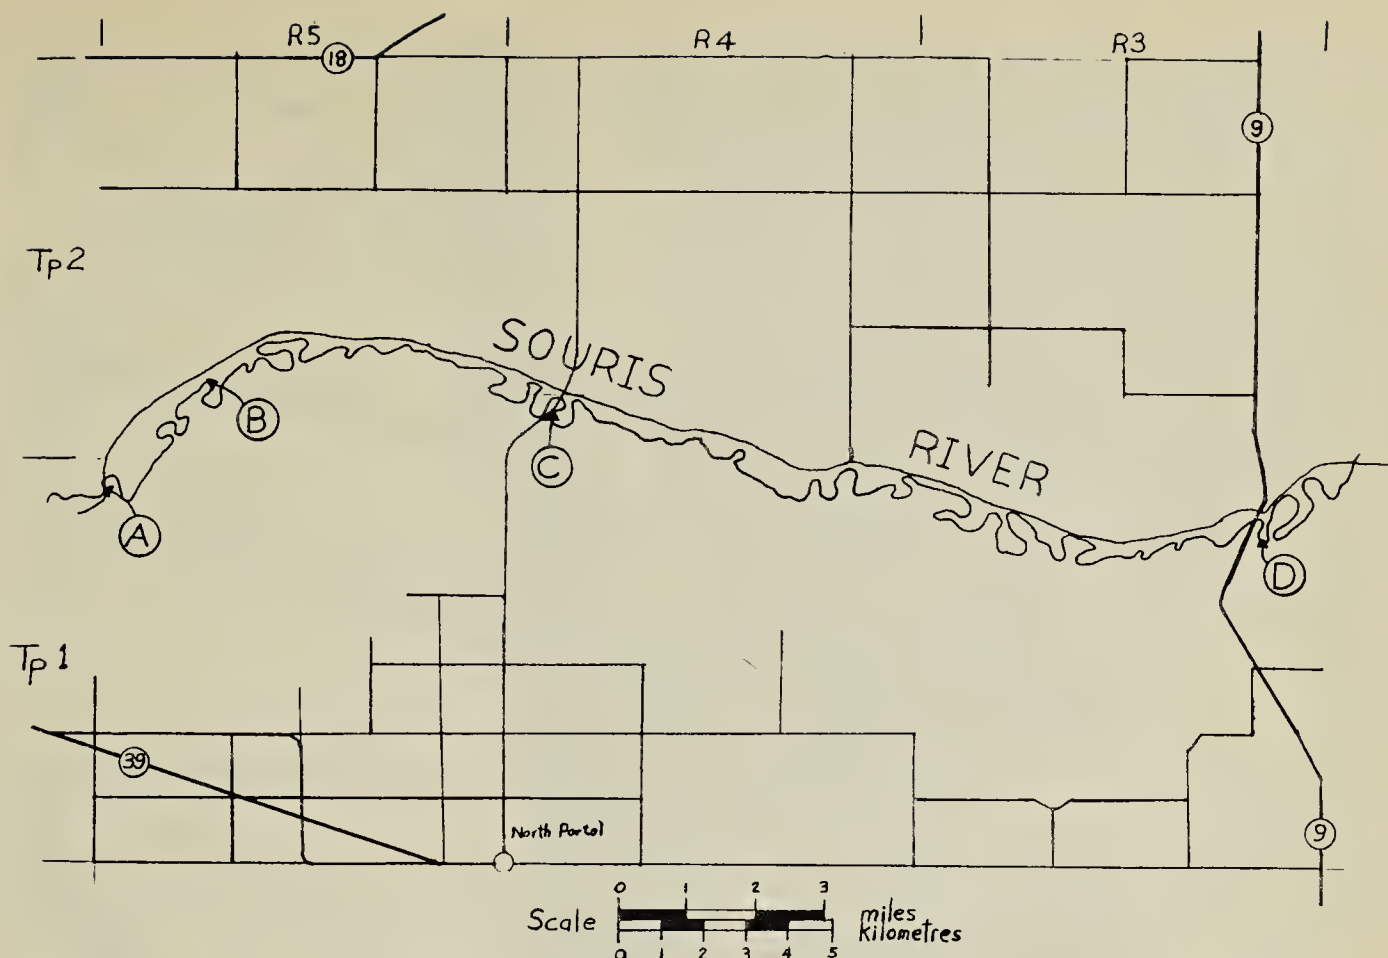 R5
R4
R3
18
9
Tp2
SOURIS
RIVER
B
C
A
D
Tp 1
39
North Portal
9
0 1 2 3
Scale
miles
kilometres
0 1 2 3 4 5